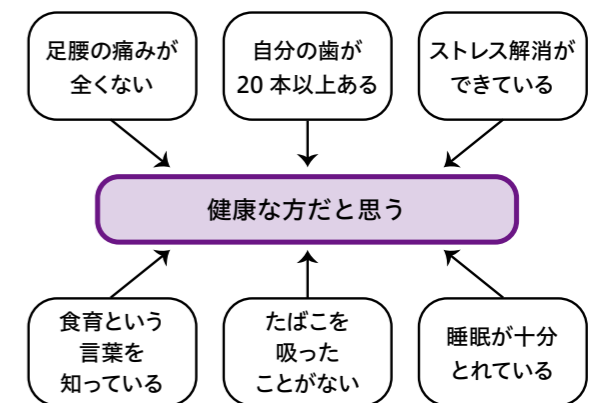 足腰の痛みが
全くない
自分の歯が
20 本以上ある
ストレス解消が
できている
健康な方だと思う
食育という
言葉を
知っている
たばこを
吸った
ことがない
睡眠が十分
とれている